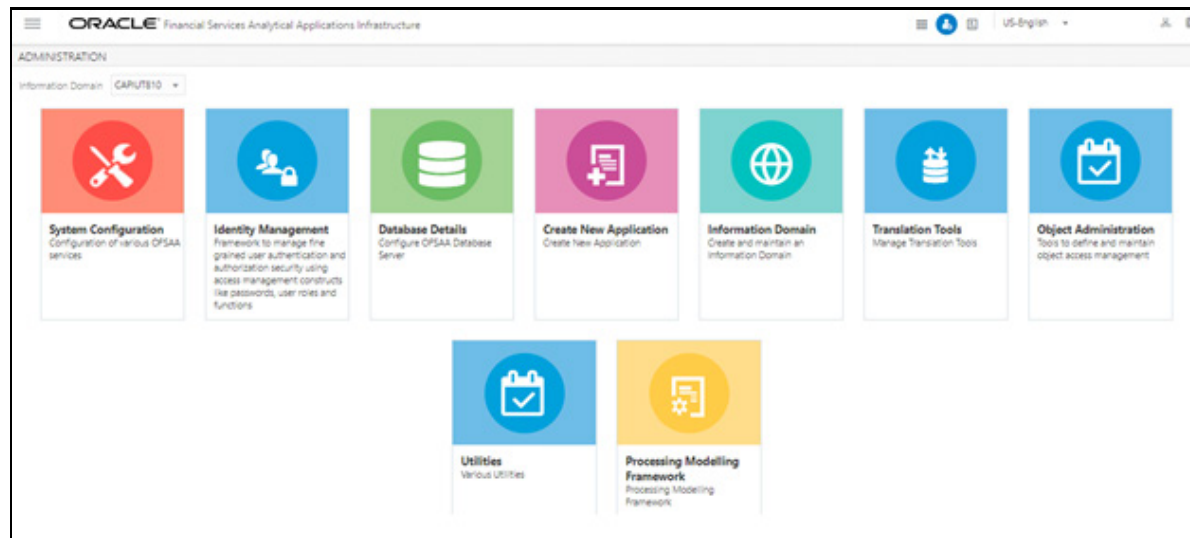 ORACLE Financial Services Analytical Applications Infrastructure
US-English
ADMINISTRATION
Information Domain CAPIUT810
System Configuration
Configuration of various OFSAA
services
Identity Management
Framework to manage fine
grained user authentication and
authorization security using
access management constructs
like passwords, user roles and
functions
Database Details
Configure OFSAA Database
Server
Create New Application
Create New Application
Information Domain
Create and maintain an
Information Domain
Translation Tools
Manage Translation Tools
Object Administration
Tools to define and maintain
object access management
Utilities
Various Utilities
Processing Modelling
Framework
Processing Modelling
Framework